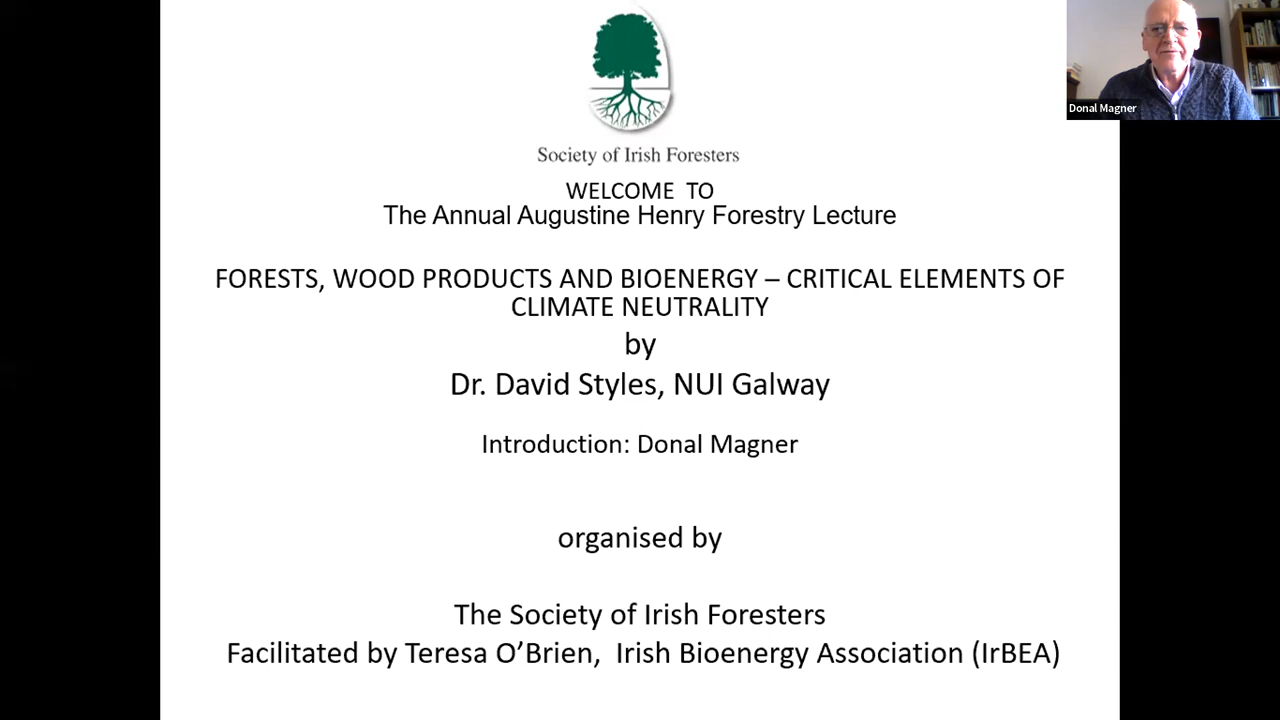 Donal Magner
Society of Irish Foresters
WELCOME TO
The Annual Augustine Henry Forestry Lecture
FORESTS, WOOD PRODUCTS AND BIOENERGY – CRITICAL ELEMENTS OF
CLIMATE NEUTRALITY
by
Dr. David Styles, NUI Galway
Introduction: Donal Magner
organised by
The Society of Irish Foresters
Facilitated by Teresa O’Brien, Irish Bioenergy Association (IrBEA)